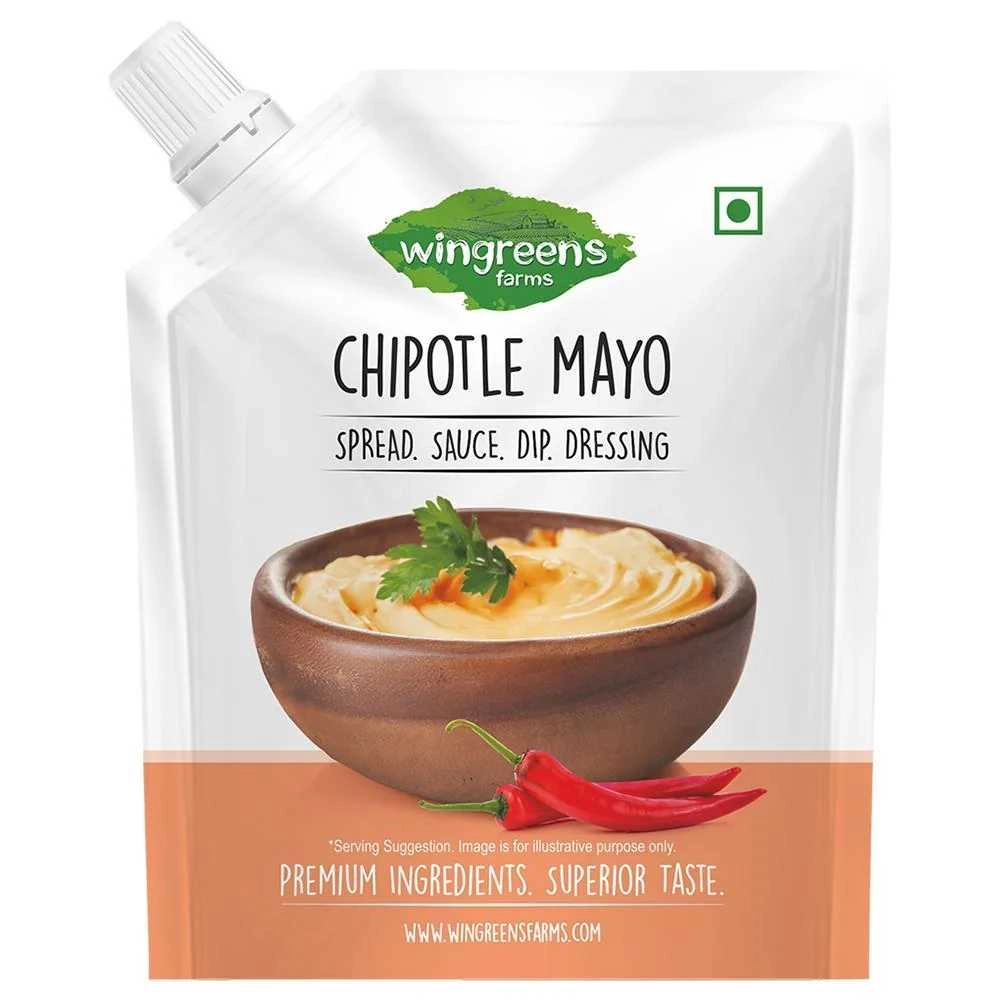 wingreens
farms
CHIPOTLE MAYO
SPREAD. SAUCE. DIP. DRESSING
*Serving Suggestion. Image is for illustrative purpose only.
PREMIUM INGREDIENTS. SUPERIOR TASTE.
WWW.WINGREENSFARMS.COM